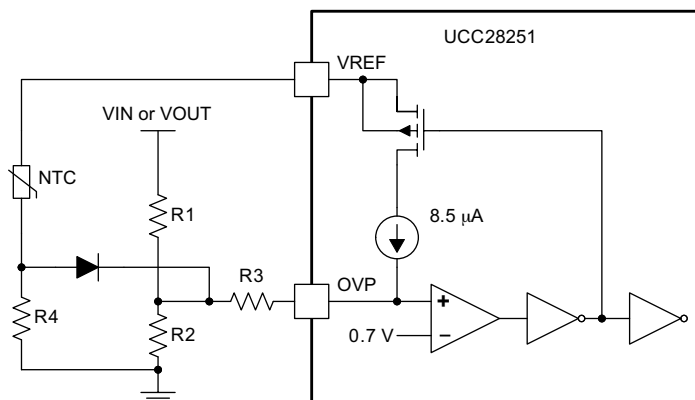 UCC28251
VREF
VIN or VOUT
NTC
R1
8.5 µA
R3
OVP
R4
R2
0.7 V
+
−